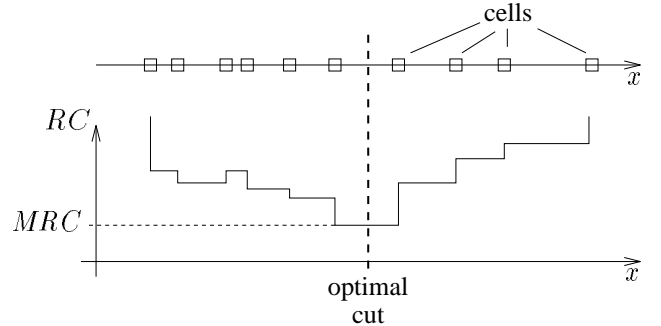 cells
x
RC
MRC
x
optimal
cut